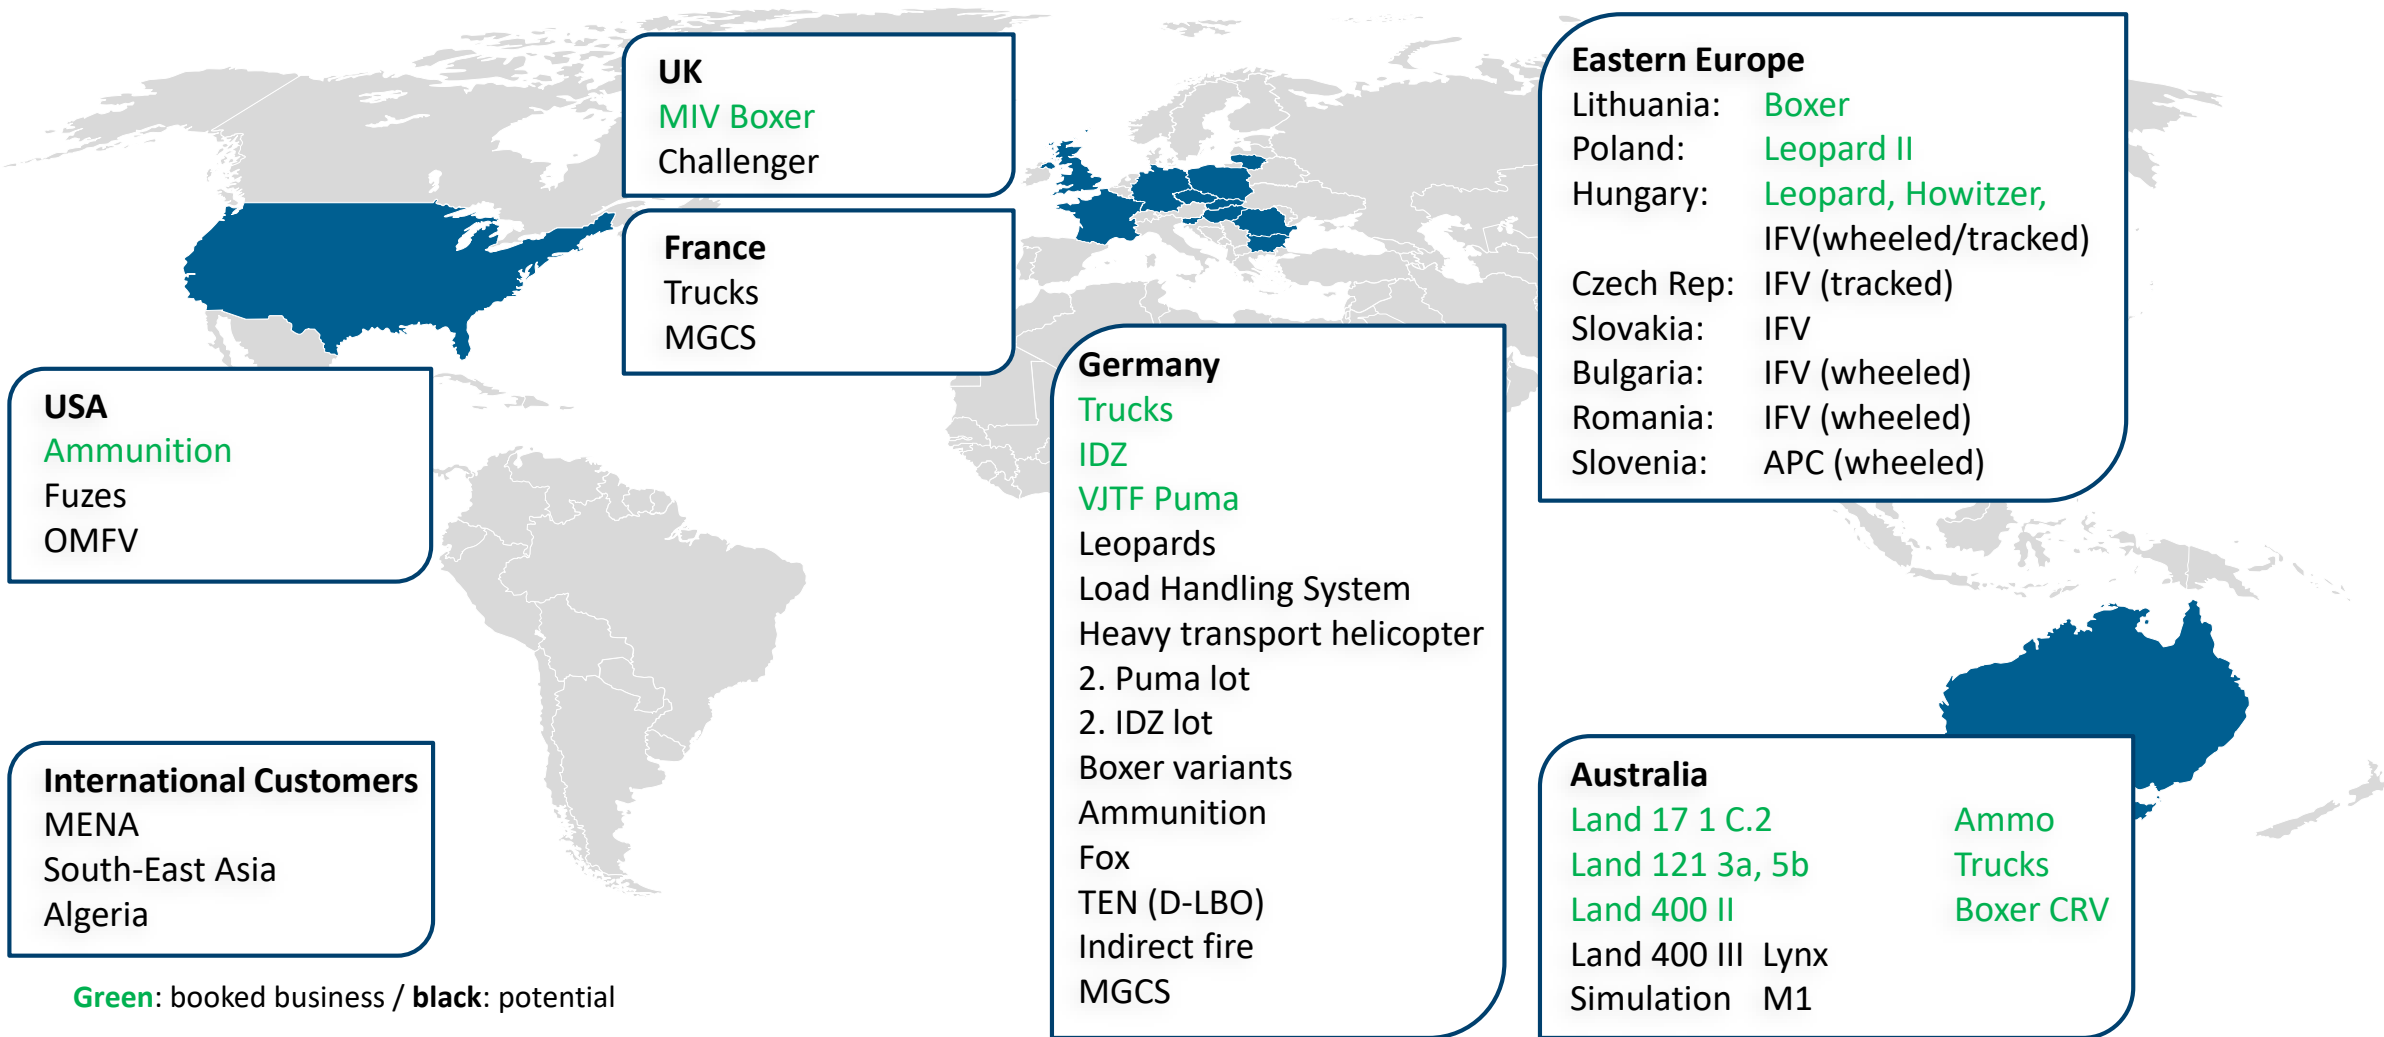 UK
MIV Boxer
Challenger
France
Trucks
MGCS
USA
Ammunition
Fuzes
OMFV
International Customers
MENA
South-East Asia
Algeria
Green: booked business / black: potential
Germany
Trucks
IDZ
VJTF Puma
Leopards
Load Handling System
Heavy transport helicopter
2. Puma lot
2. IDZ lot
Boxer variants
Ammunition
Fox
TEN (D-LBO)
Indirect fire
MGCS
Eastern Europe
Lithuania: Boxer
Poland: Leopard II
Hungary: Leopard, Howitzer,
IFV(wheeled/tracked)
Czech Rep: IFV (tracked)
Slovakia: IFV
Bulgaria: IFV (wheeled)
Romania: IFV (wheeled)
Slovenia: APC (wheeled)
Australia
Land 17 1 C.2 Ammo
Land 121 3a, 5b Trucks
Land 400 II Boxer CRV
Land 400 III Lynx
Simulation M1